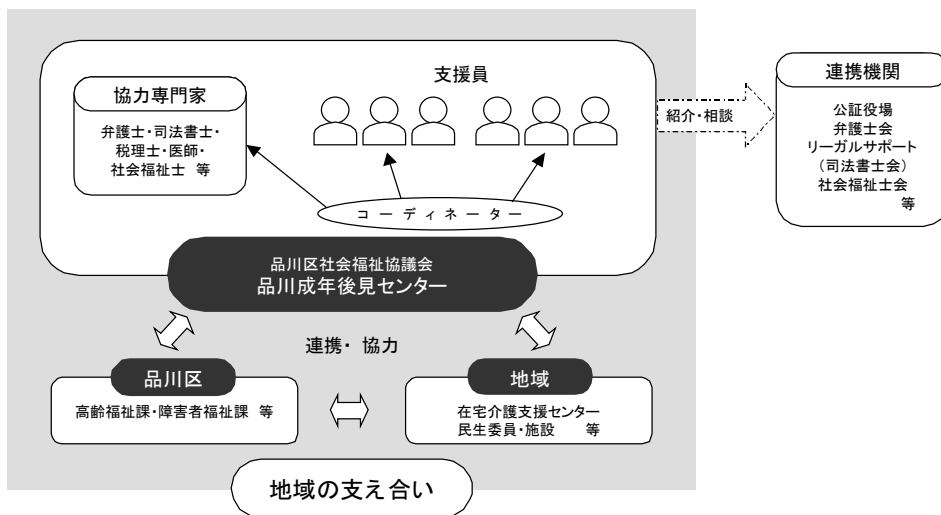 支援員
協力専門家
弁護士・司法書士・
税理士・医師・
社会福祉士 等
コーディネーター
品川区社会福祉協議会
品川成年後見センター
紹介・相談
連携機関
公証役場
弁護士会
リーガルサポート
(司法書士会)
社会福祉士会
等
連携・ 協力
品川区
高齢福祉課・障害者福祉課 等
地域
在宅介護支援センター
民生委員・施設 等
地域の支え合い